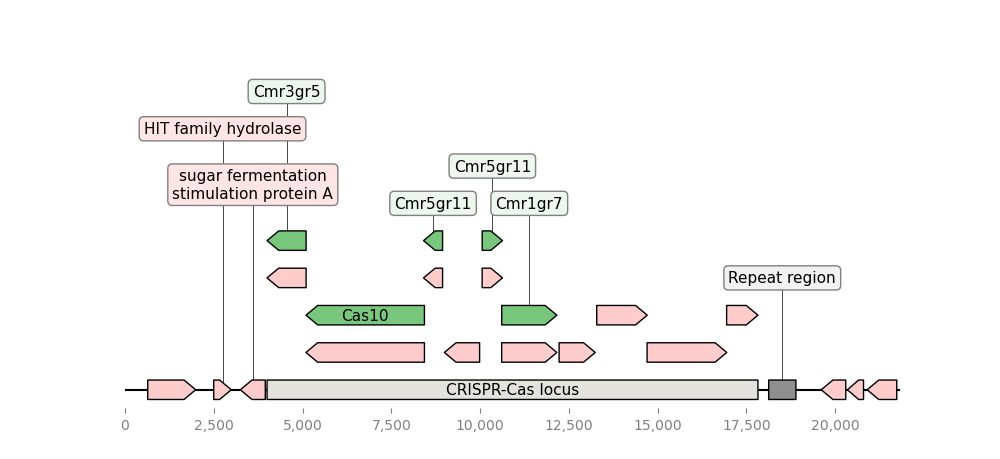 Cmr3gr5
HIT family hydrolase
Cmr5gr11
sugar fermentation
stimulation protein A
Cmr5gr11
Cmr1gr7
Repeat region
Cas10
CRISPR-Cas locus
0
2,500
5,000
7,500
10,000
12,500
15,000
17,500
20,000